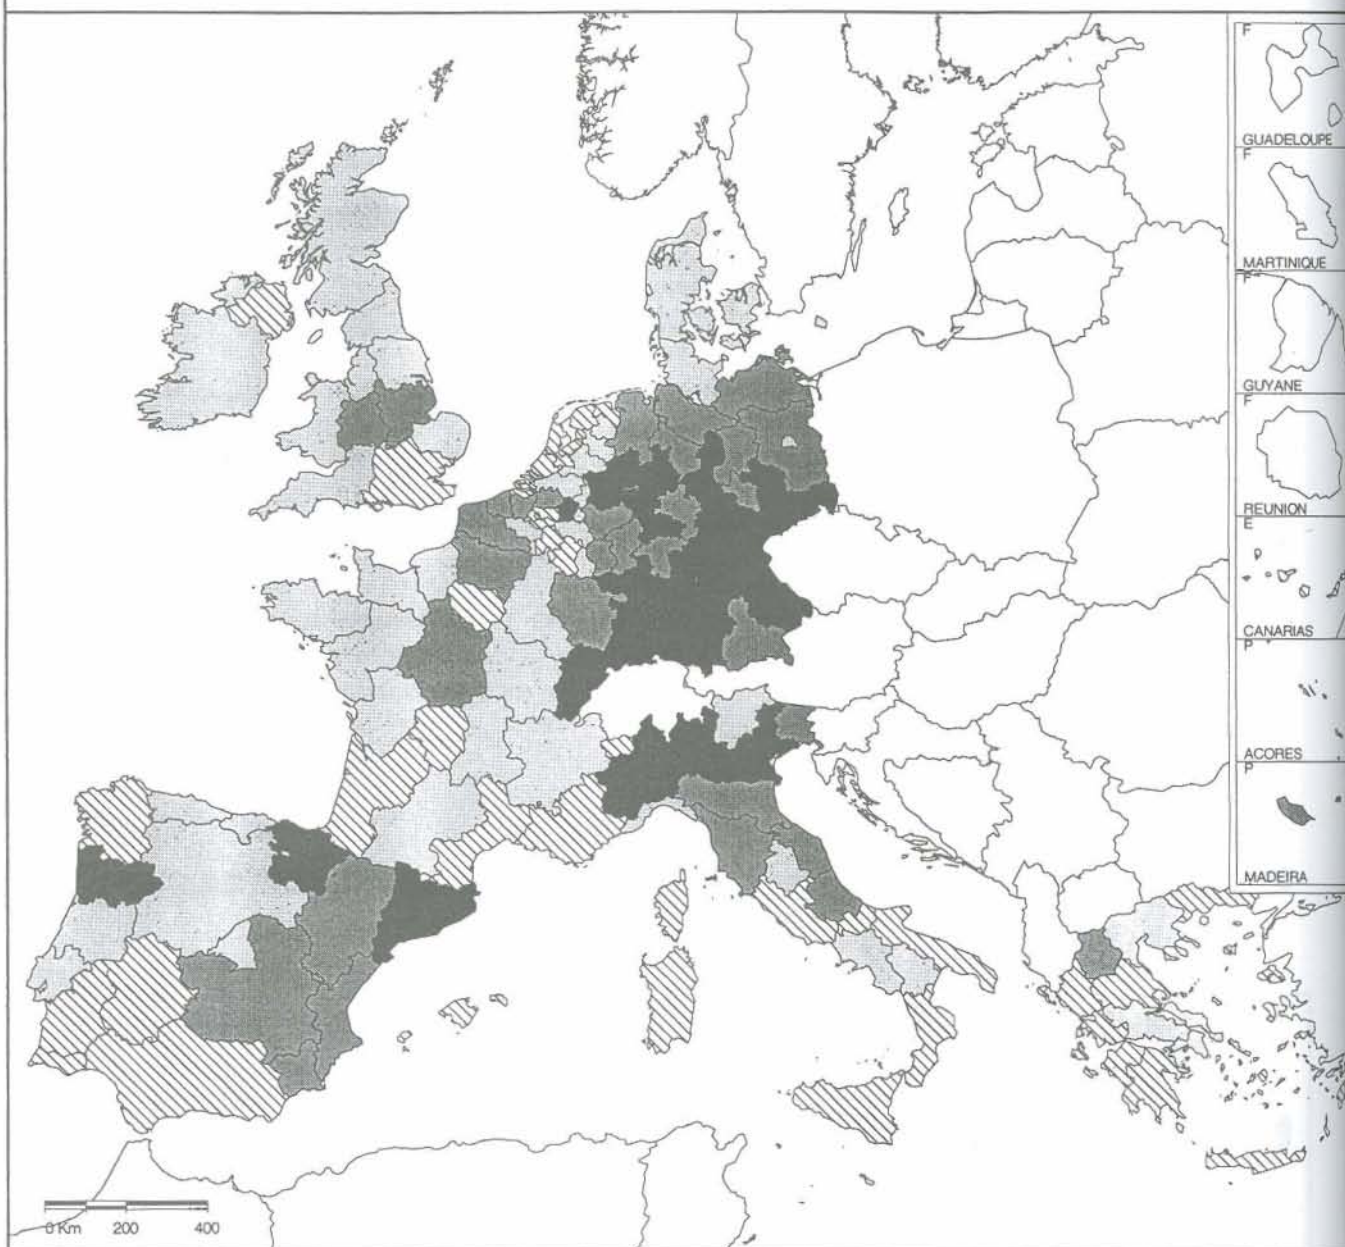 F
GUADELOUPE
F
MARTINIQUE
F
GUYANE
F
REUNION
E
CANARIAS
P
ACORES
P
MADEIRA
0 Km 200 400